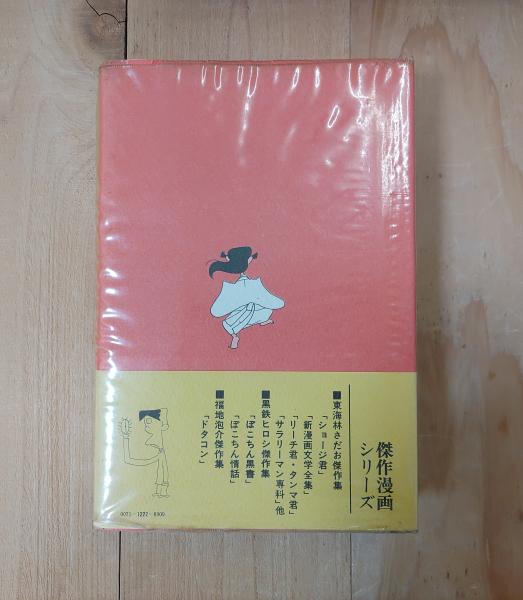 傑作漫画
シリーズ
■東海林さだお傑作集
「ショージ君」
「新漫画文学全集」
「リーチ君・タンマ君」
「サラリーマン専科」他
■黒鉄ヒロシ傑作集
「ぽこちん黒書」
「ぽこちん情話」
■福地泡介傑作集
「ドタコン」